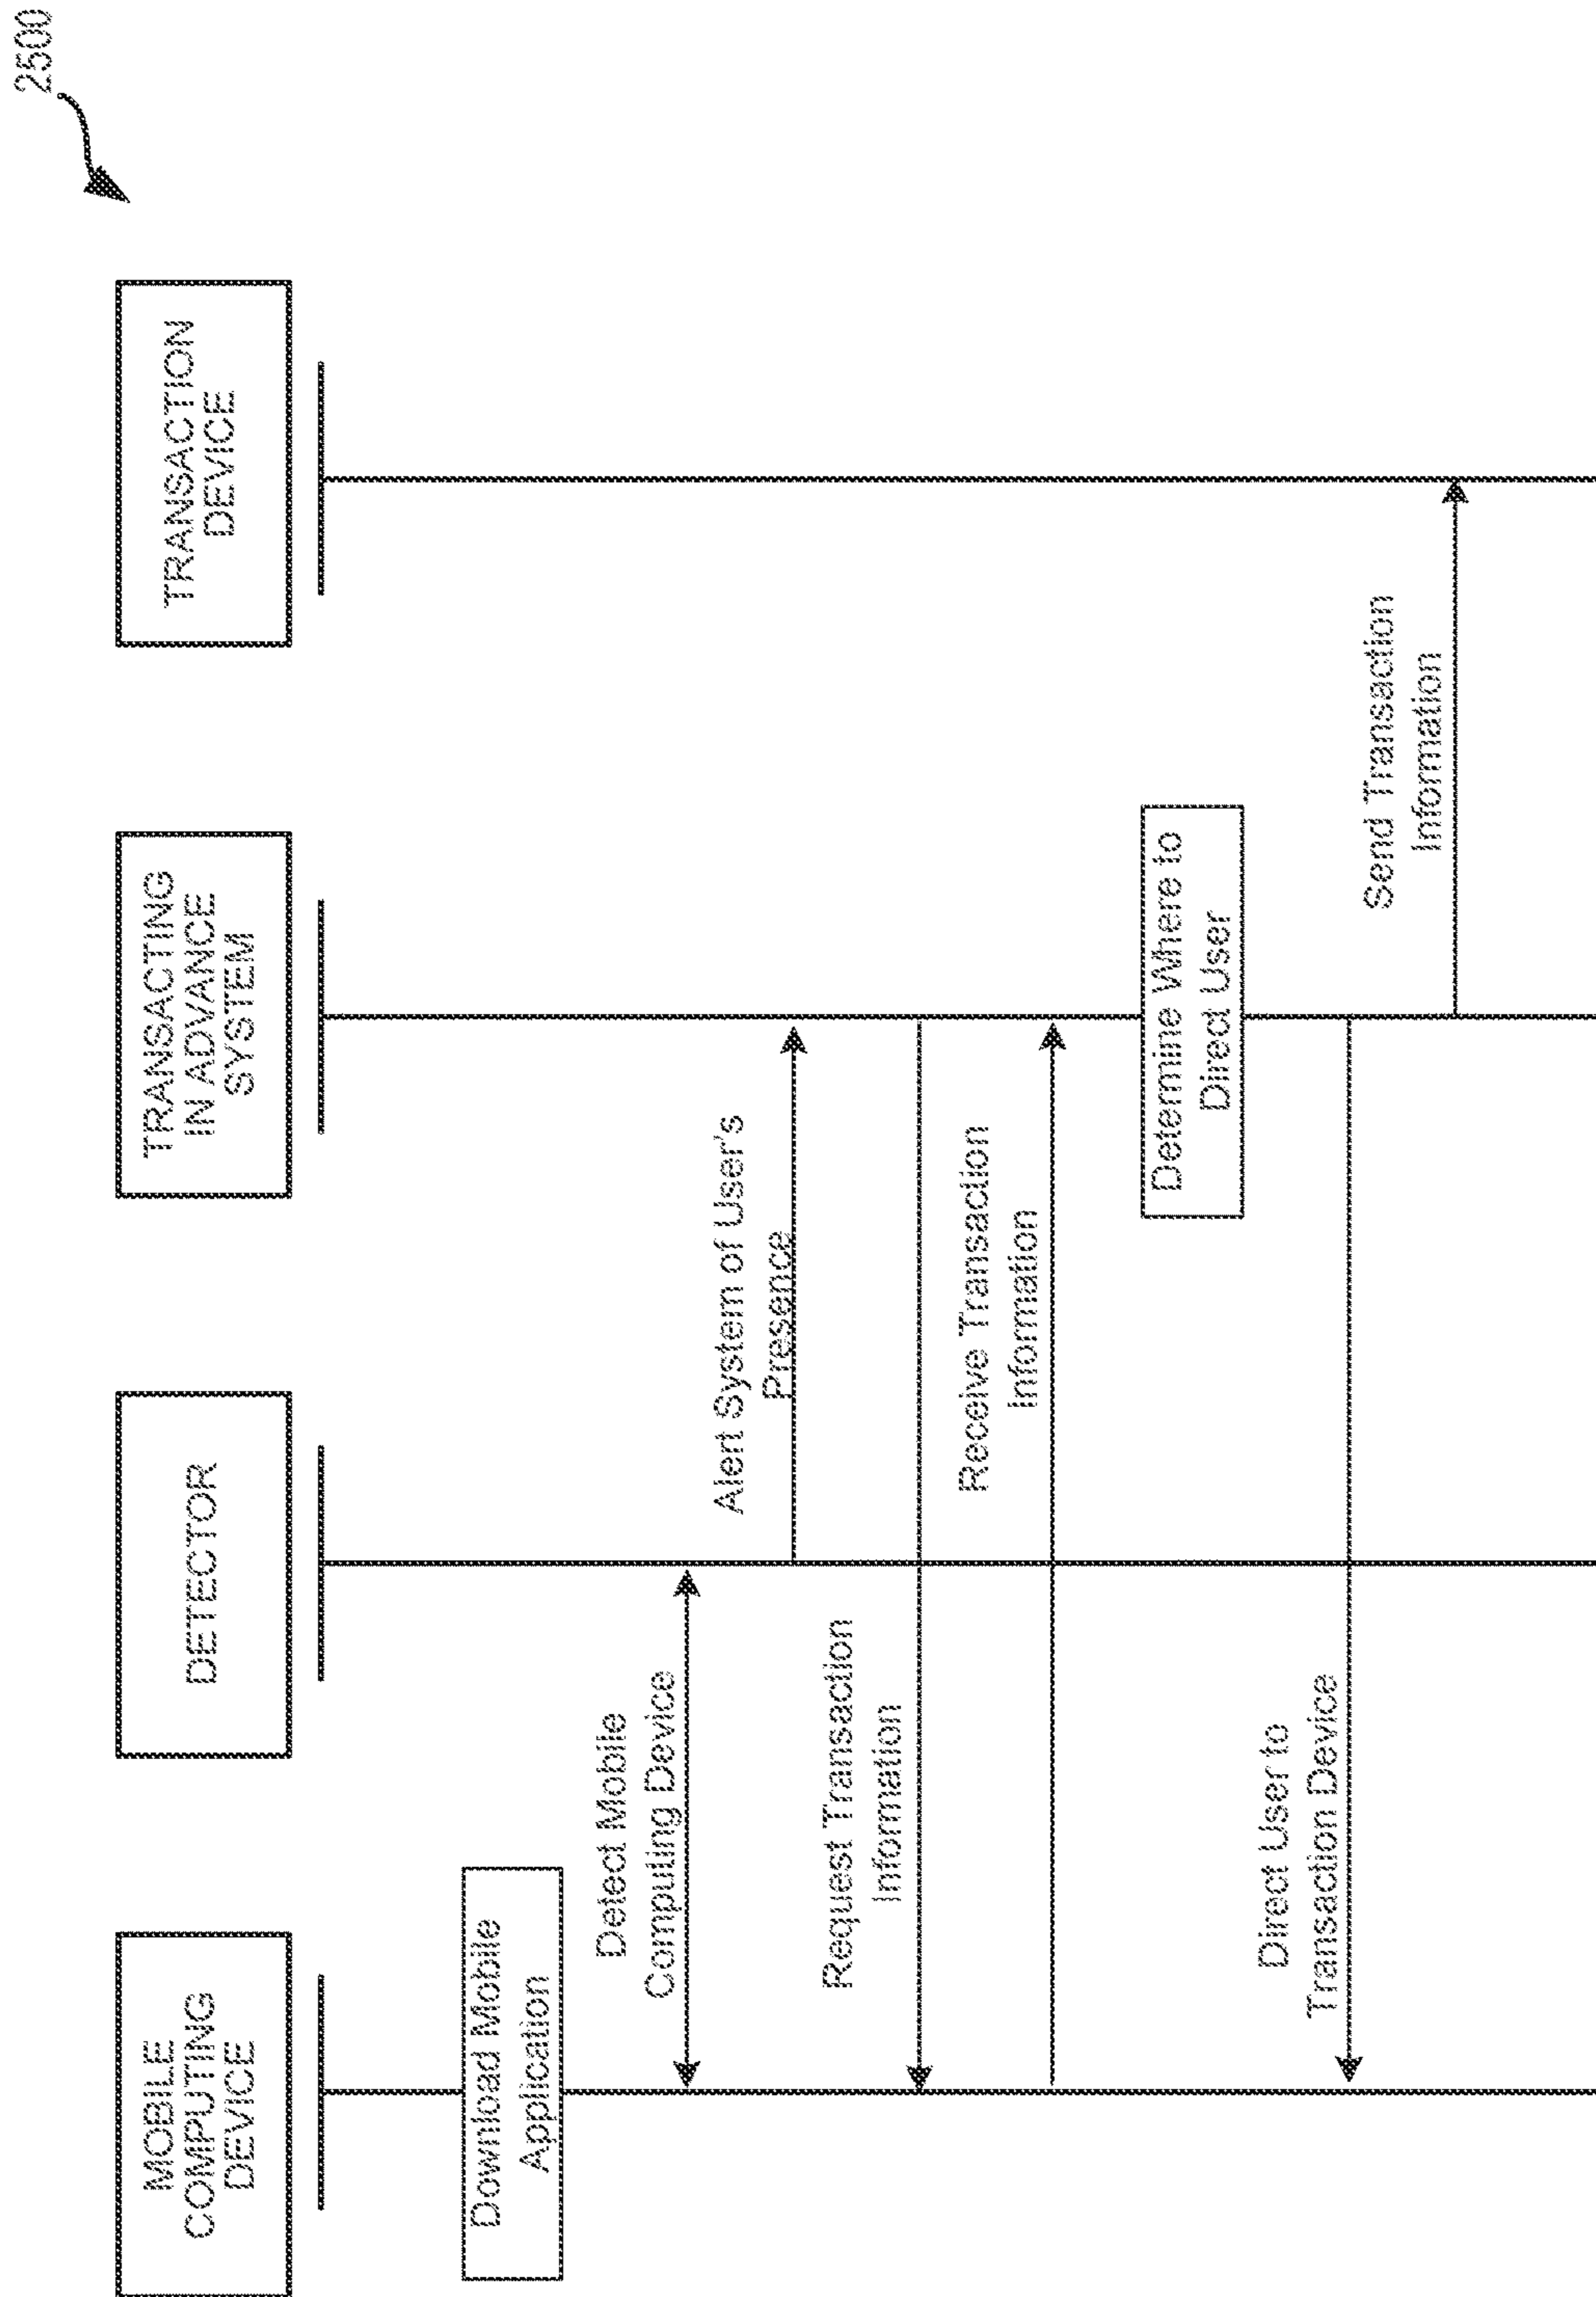 2500
MOBILE
COMPUTING
DEVICE
DETECTOR
TRANSACTING
IN ADVANCE
SYSTEM
TRANSACTION
DEVICE
Download Mobile
Application
Detect Mobile
Computing Device
Alert System of User's
Presence
Request Transaction
Information
Receive Transaction
Information
Determine Where to
Direct User
Direct User to
Transaction Device
Send Transaction
Information